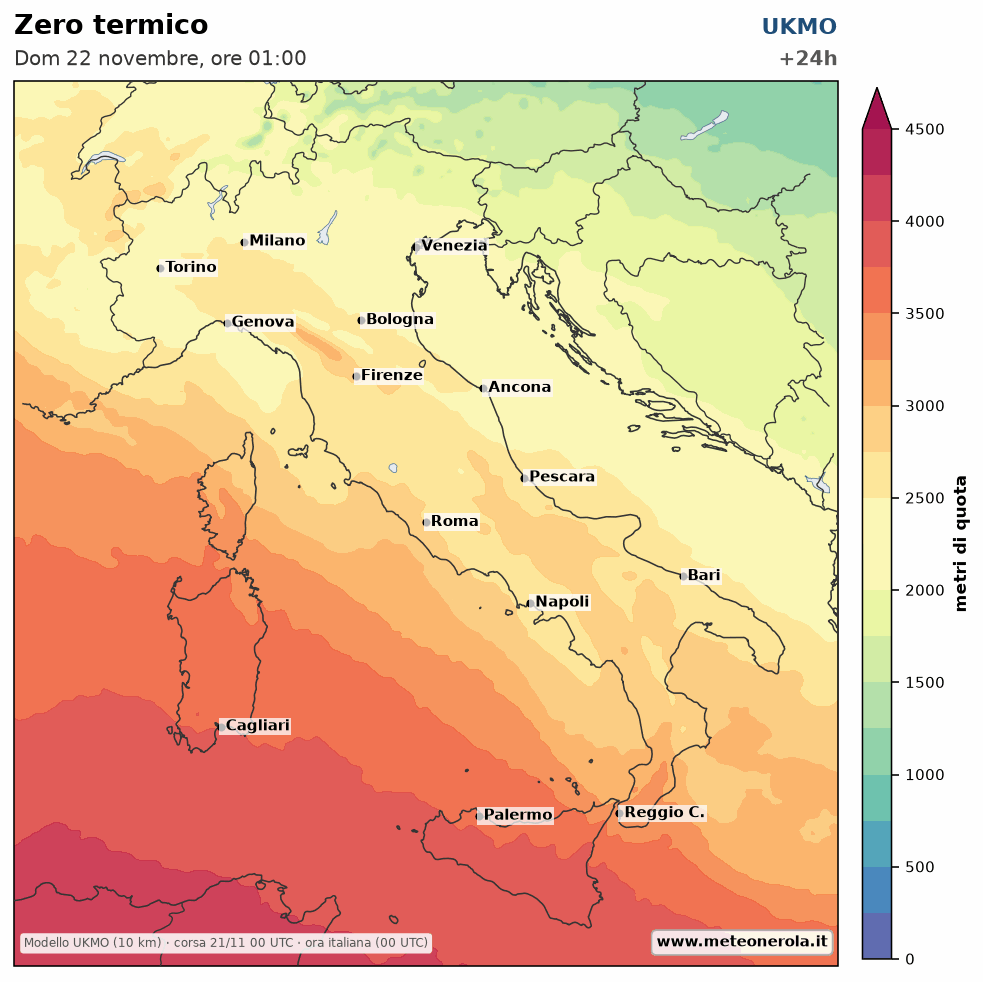 Zero termico
UKMO
Dom 22 novembre, ore 01:00
+24h
Milano
Venezia
Torino
Genova
Bologna
Firenze
Ancona
Pescara
Roma
Bari
Napoli
Cagliari
Palermo
Reggio C.
4500
4000
3500
3000
2500
2000
1500
1000
500
0
metri di quota
Modello UKMO (10 km) · corsa 21/11 00 UTC · ora italiana (00 UTC)
www.meteonerola.it